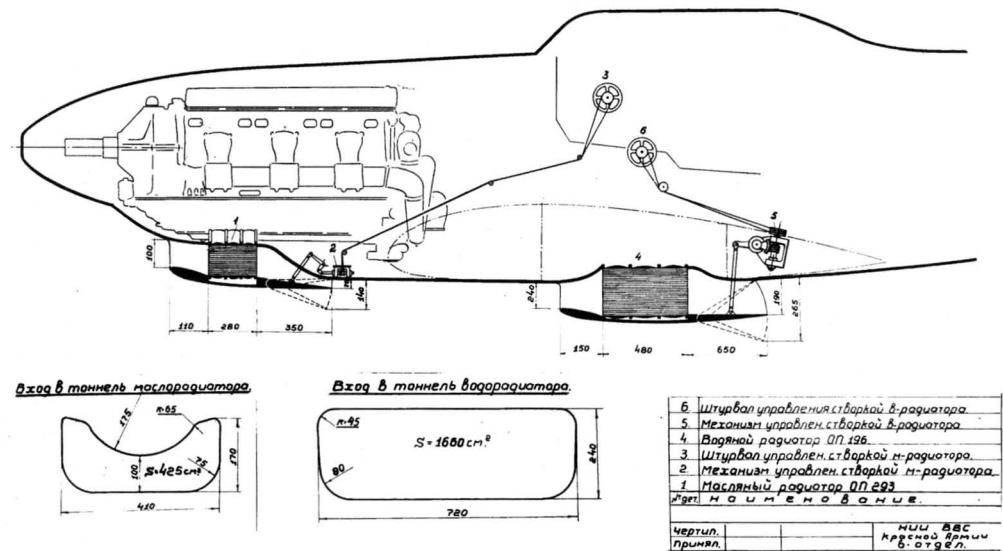 3
6
5
1
2
4
100
140
240
190
265
110
280
350
150
480
650
Вход в тоннель маслорадиатора.
Вход в тоннель водорадиатора.
175
R=65
R=45
S=425cm²
100
75
170
410
S=1660cm²
80
240
720
6. Штурвал управления створкой в-радиатора.
5. Механизм управлен. створкой в-радиатора
4. Водяной радиатор ОП 196.
3 Штурвал управлен. створкой м-радиатора.
2 Механизм управлен. створкой м-радиатора
1 Масляный радиатор ОП 293
№дет. наименование.
Чертил. НИИ ВВС
Красной Армии
Принял. 6-отдел.